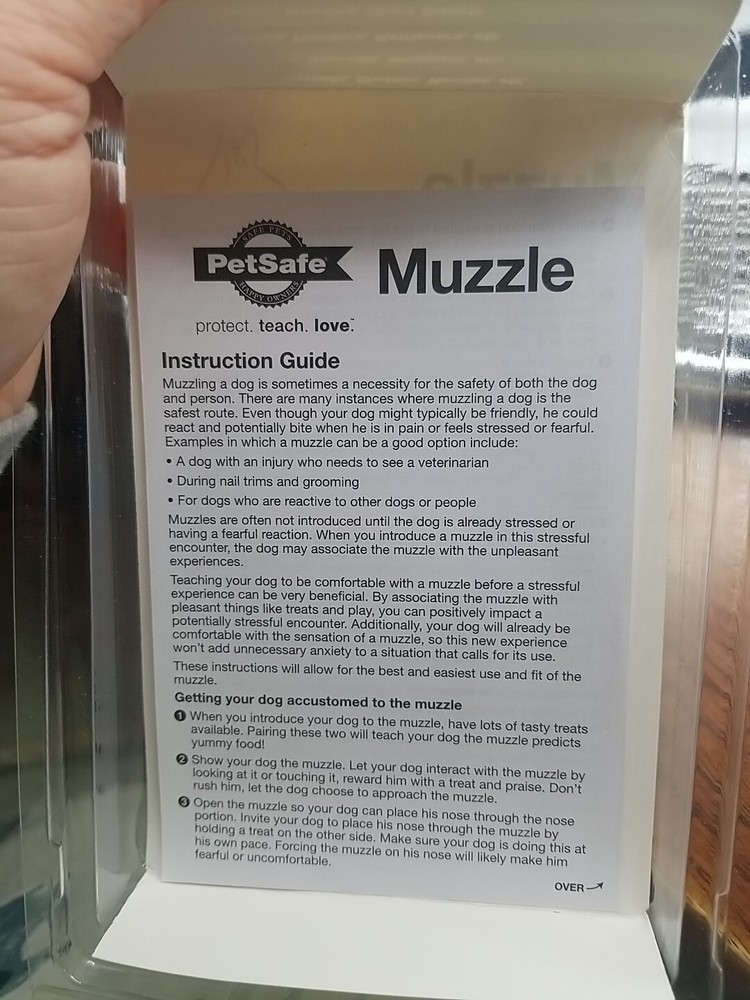 SAFE PETS
PetSafe®
HAPPY OWNERS
Muzzle
protect. teach. love.™
Instruction Guide
Muzzling a dog is sometimes a necessity for the safety of both the dog
and person. There are many instances where muzzling a dog is the
safest route. Even though your dog might typically be friendly, he could
react and potentially bite when he is in pain or feels stressed or fearful.
Examples in which a muzzle can be a good option include:
• A dog with an injury who needs to see a veterinarian
• During nail trims and grooming
• For dogs who are reactive to other dogs or people
Muzzles are often not introduced until the dog is already stressed or
having a fearful reaction. When you introduce a muzzle in this stressful
encounter, the dog may associate the muzzle with the unpleasant
experiences.
Teaching your dog to be comfortable with a muzzle before a stressful
experience can be very beneficial. By associating the muzzle with
pleasant things like treats and play, you can positively impact a
potentially stressful encounter. Additionally, your dog will already be
comfortable with the sensation of a muzzle, so this new experience
won't add unnecessary anxiety to a situation that calls for its use.
These instructions will allow for the best and easiest use and fit of the
muzzle.
Getting your dog accustomed to the muzzle
1 When you introduce your dog to the muzzle, have lots of tasty treats
available. Pairing these two will teach your dog the muzzle predicts
yummy food!
2 Show your dog the muzzle. Let your dog interact with the muzzle by
looking at it or touching it, reward him with a treat and praise. Don't
rush him, let the dog choose to approach the muzzle.
3 Open the muzzle so your dog can place his nose through the nose
portion. Invite your dog to place his nose through the muzzle by
holding a treat on the other side. Make sure your dog is doing this at
his own pace. Forcing the muzzle on his nose will likely make him
fearful or uncomfortable.
OVER